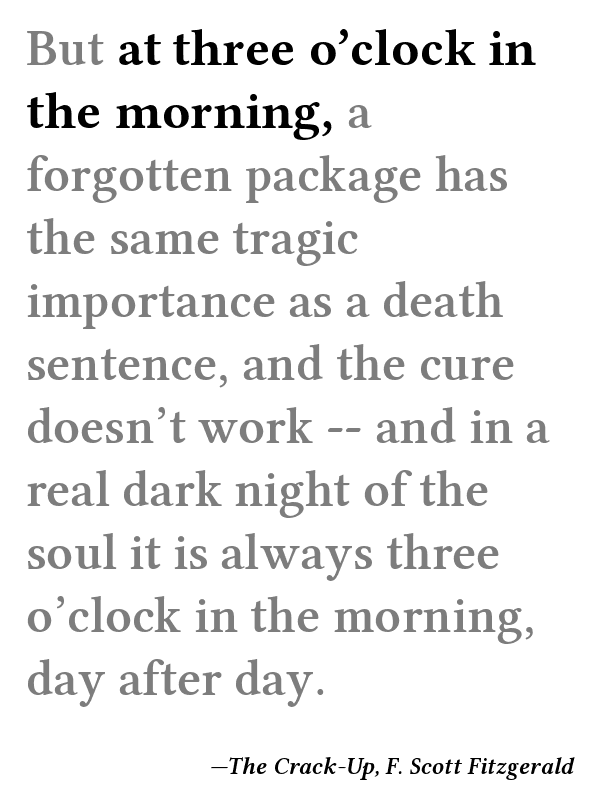 But at three o’clock in
the morning, a
forgotten package has
the same tragic
importance as a death
sentence, and the cure
doesn’t work -- and in a
real dark night of the
soul it is always three
o’clock in the morning,
day after day.
—The Crack-Up, F. Scott Fitzgerald